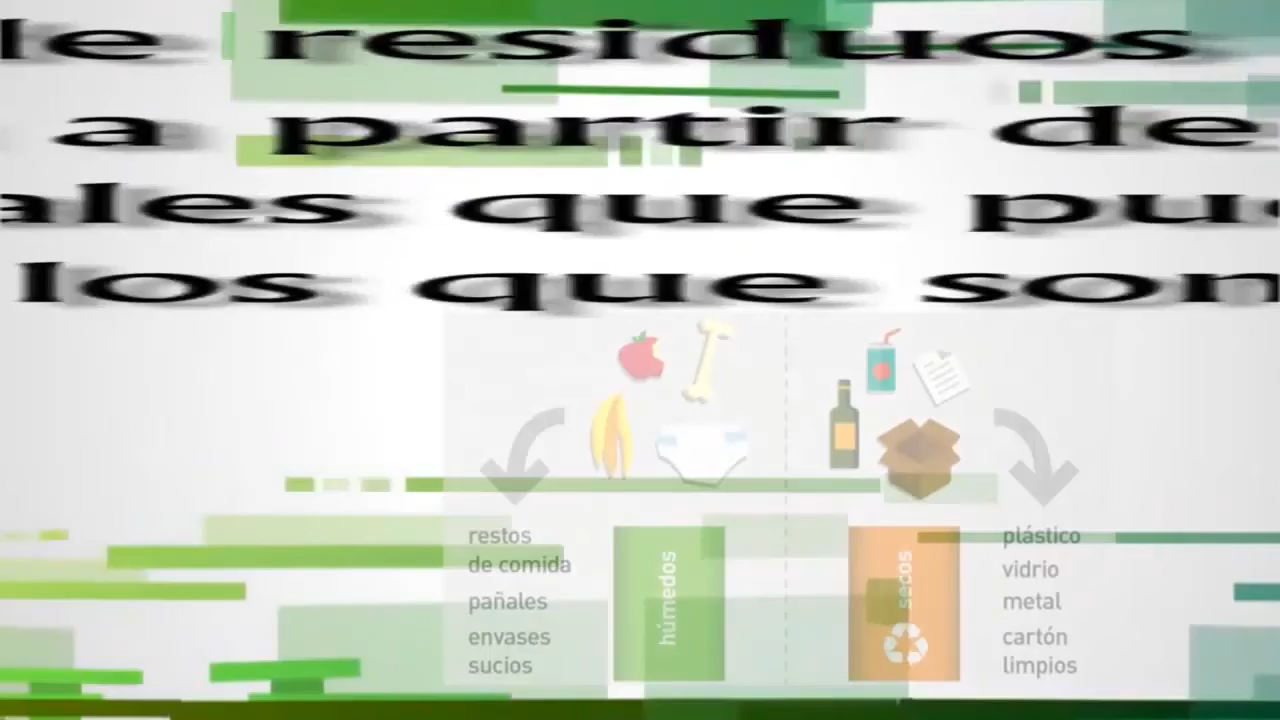 residuos
a partir de
que
los que son
restos
de comida
pañales
envases
sucios
húmedos
secos
plástico
vidrio
metal
cartón
limpios